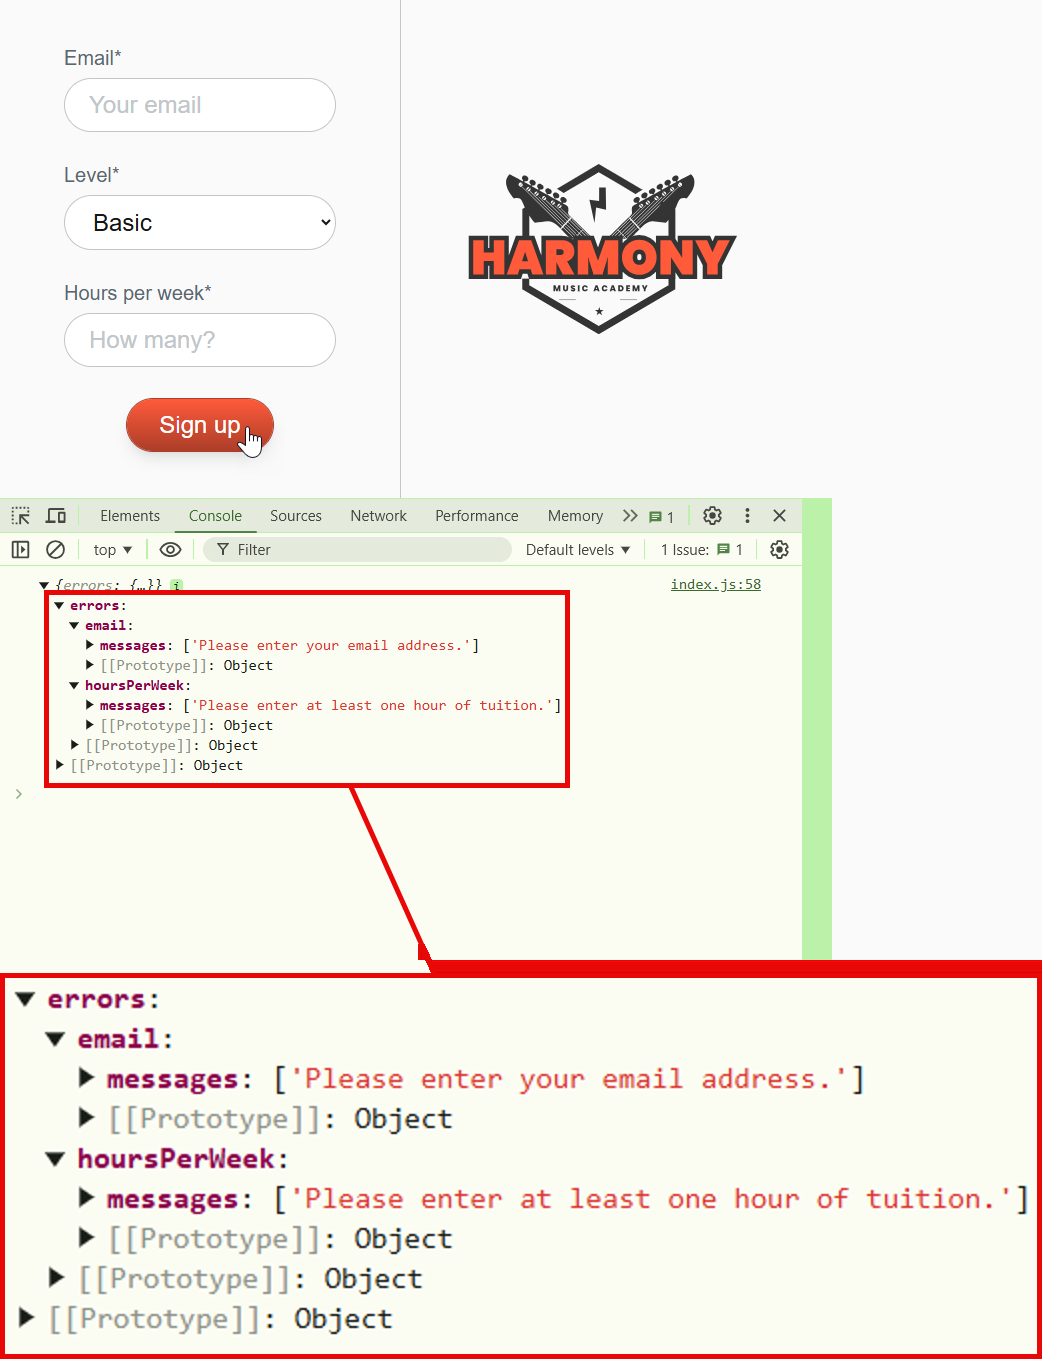 Email*
Your email
Level*
Basic
Hours per week*
How many?
Sign up
HARMONY
MUSIC ACADEMY
Elements Console Sources Network Performance Memory 1
top Filter Default levels 1 Issue: 1
{errors: {…}} i index.js:58
errors:
email:
messages: ['Please enter your email address.']
[[Prototype]]: Object
hoursPerWeek:
messages: ['Please enter at least one hour of tuition.']
[[Prototype]]: Object
[[Prototype]]: Object
[[Prototype]]: Object
errors:
email:
messages: ['Please enter your email address.']
[[Prototype]]: Object
hoursPerWeek:
messages: ['Please enter at least one hour of tuition.']
[[Prototype]]: Object
[[Prototype]]: Object
[[Prototype]]: Object